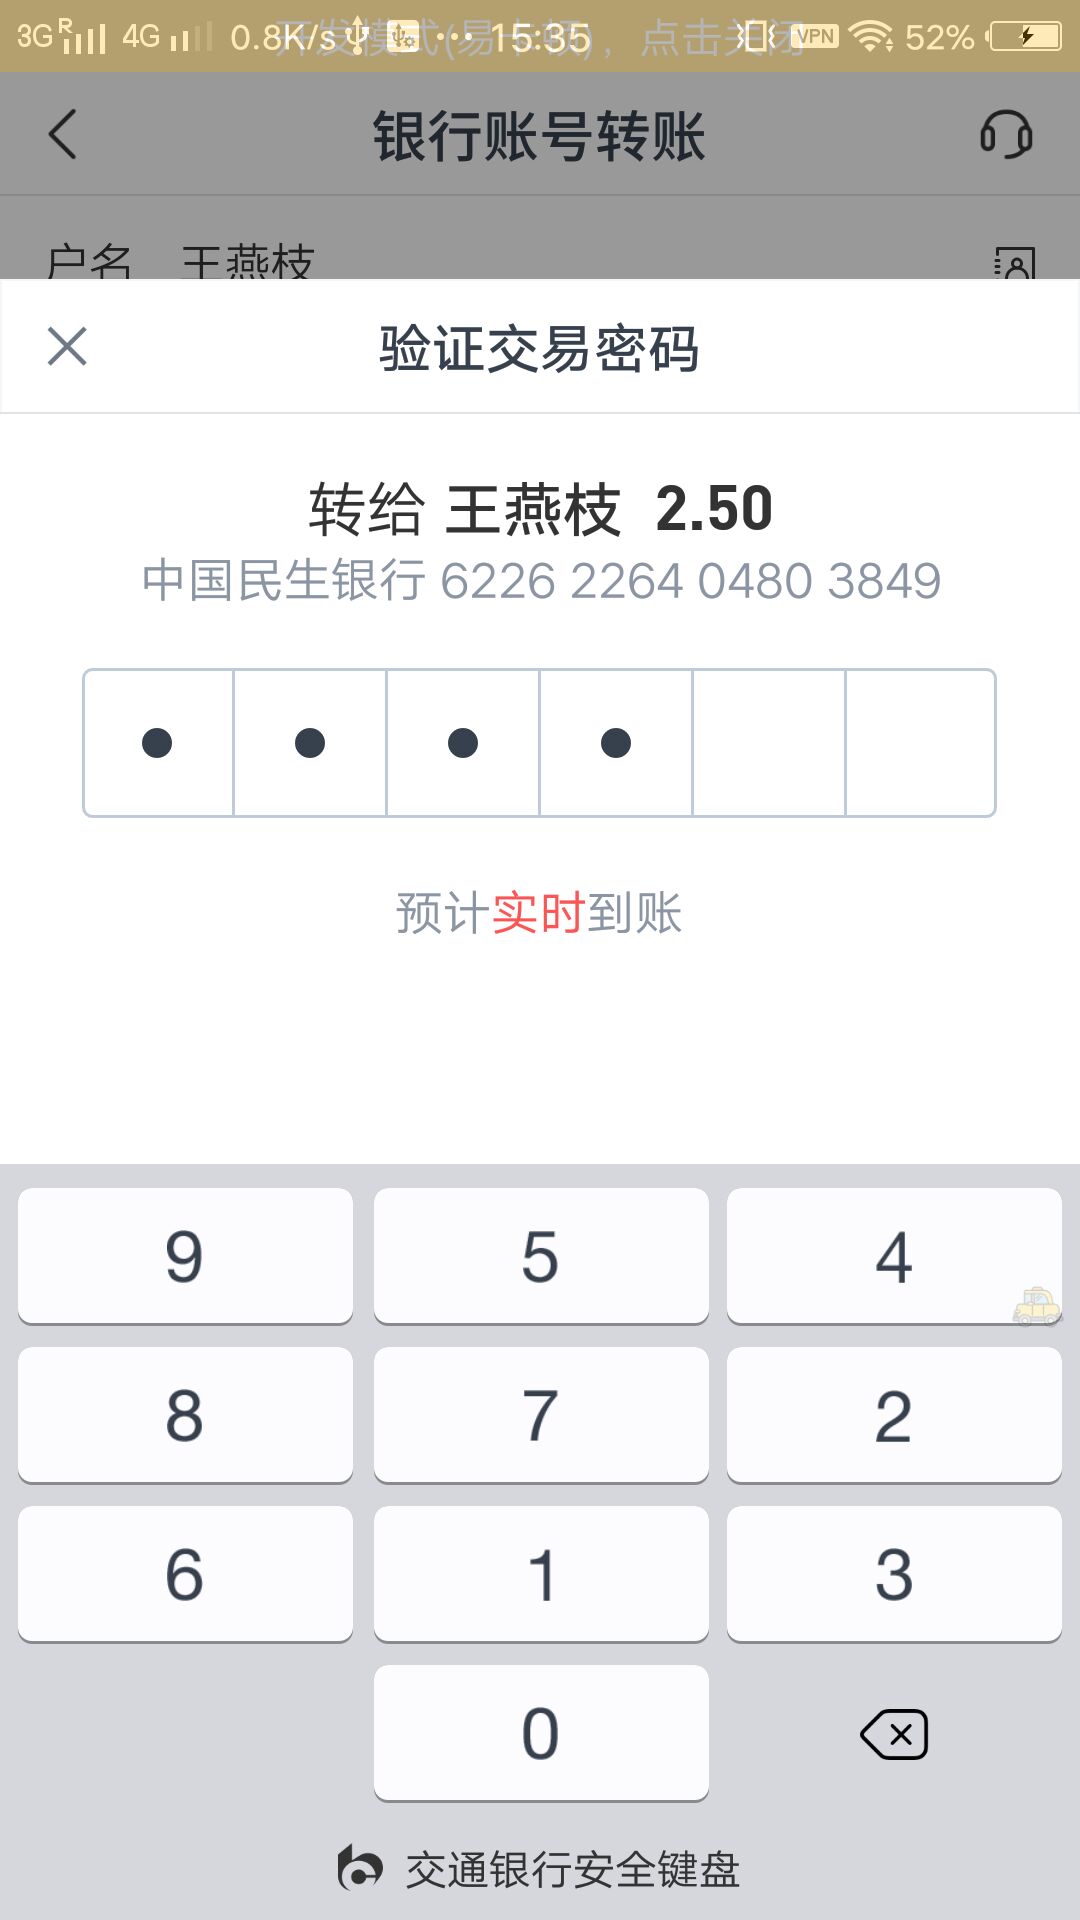 3G R 4G 0.8K/s 15:35 VPN 52%
开发模式(易卡顿)，点击关闭
银行账号转账
户名 王燕枝
验证交易密码
转给 王燕枝 2.50
中国民生银行 6226 2264 0480 3849
预计实时到账
9 5 4
8 7 2
6 1 3
0
交通银行安全键盘